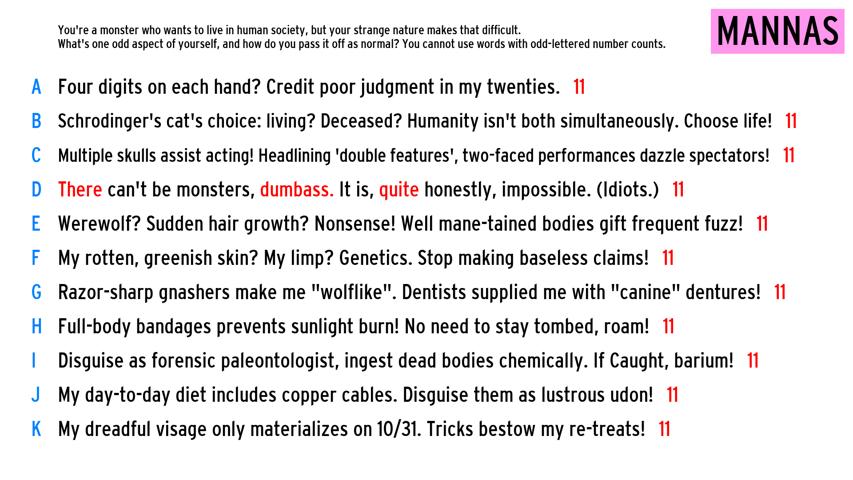 You're a monster who wants to live in human society, but your strange nature makes that difficult.
What's one odd aspect of yourself, and how do you pass it off as normal? You cannot use words with odd-lettered number counts.
MANNAS
A Four digits on each hand? Credit poor judgment in my twenties. 11
B Schrodinger's cat's choice: living? Deceased? Humanity isn't both simultaneously. Choose life! 11
C Multiple skulls assist acting! Headlining 'double features', two-faced performances dazzle spectators! 11
D There can't be monsters, dumbass. It is, quite honestly, impossible. (Idiots.) 11
E Werewolf? Sudden hair growth? Nonsense! Well mane-tained bodies gift frequent fuzz! 11
F My rotten, greenish skin? My limp? Genetics. Stop making baseless claims! 11
G Razor-sharp gnashers make me "wolflike". Dentists supplied me with "canine" dentures! 11
H Full-body bandages prevents sunlight burn! No need to stay tombed, roam! 11
I Disguise as forensic paleontologist, ingest dead bodies chemically. If Caught, barium! 11
J My day-to-day diet includes copper cables. Disguise them as lustrous udon! 11
K My dreadful visage only materializes on 10/31. Tricks bestow my re-treats! 11